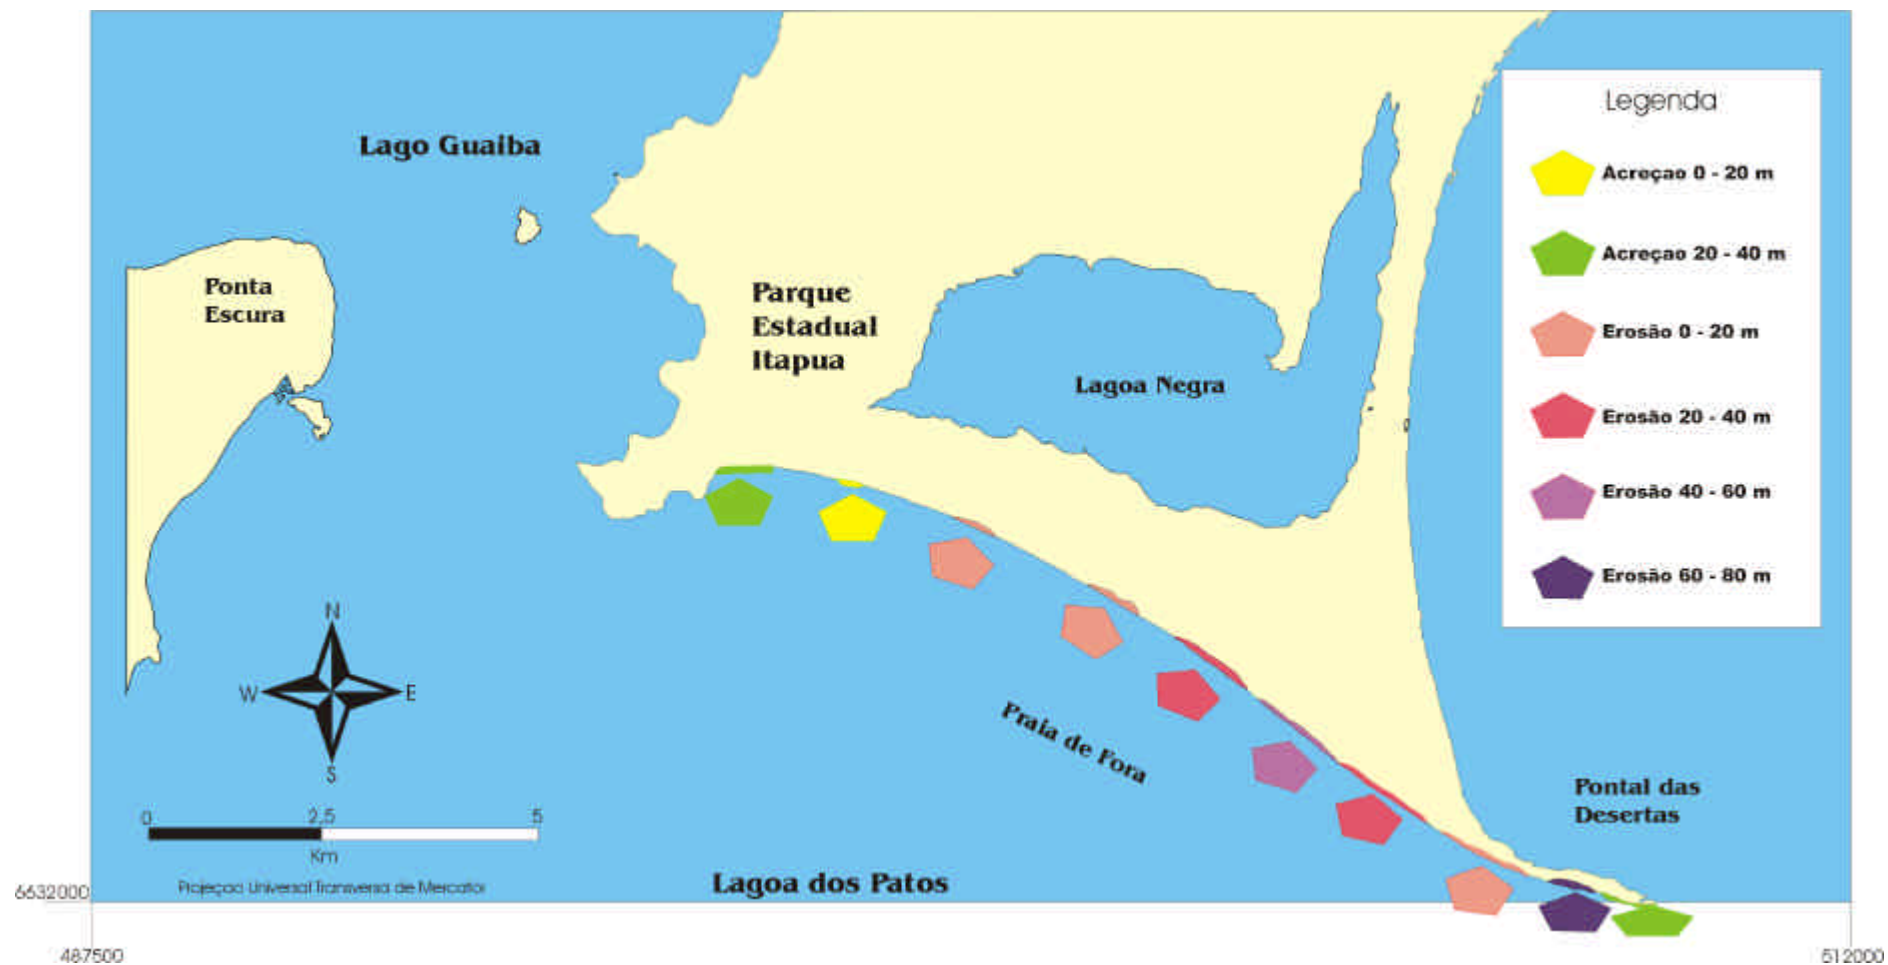 Lago Guaiba
Ponta
Escura
Parque
Estadual
Itapua
Lagoa Negra
Legenda
Acreçao 0 - 20 m
Acreçao 20 - 40 m
Erosão 0 - 20 m
Erosão 20 - 40 m
Erosão 40 - 60 m
Erosão 60 - 80 m
N
W
E
S
Praia de Fora
Pontal das
Desertas
0 2,5 5
Km
Projeçao Universal Transversa de Mercator
Lagoa dos Patos
6632000
487500
512000